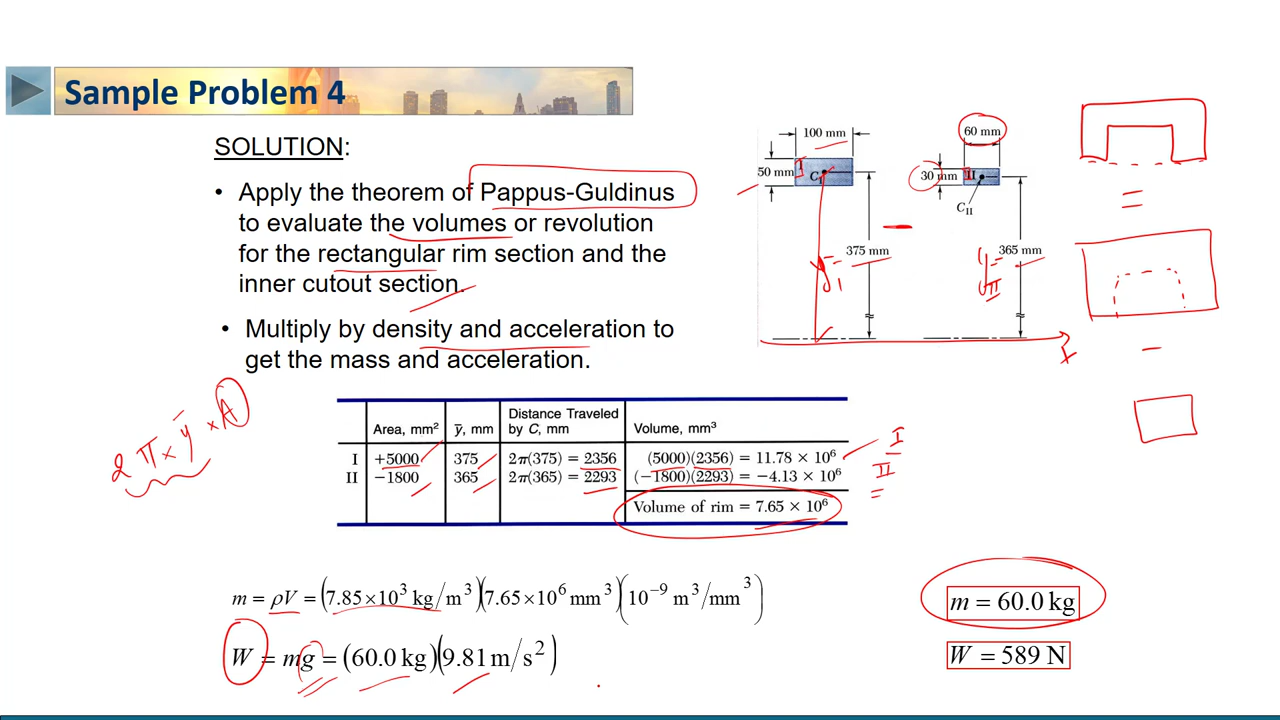 Sample Problem 4
SOLUTION:
• Apply the theorem of Pappus-Guldinus
to evaluate the volumes or revolution
for the rectangular rim section and the
inner cutout section.
• Multiply by density and acceleration to
get the mass and acceleration.
100 mm
50 mm
I
C
375 mm
ȳ_I
−
60 mm
30 mm
II
C_II
365 mm
ȳ_II =
=
−
2π × ȳ × A
Area, mm² ȳ, mm Distance Traveled by C, mm Volume, mm³
I +5000 375 2π(375) = 2356 (5000)(2356) = 11.78 × 10⁶
II −1800 365 2π(365) = 2293 (−1800)(2293) = −4.13 × 10⁶
Volume of rim = 7.65 × 10⁶
I
II
=
m = ρV = (7.85×10³ kg/m³)(7.65×10⁶ mm³)(10⁻⁹ m³/mm³)
m = 60.0 kg
W = mg = (60.0 kg)(9.81 m/s²)
W = 589 N